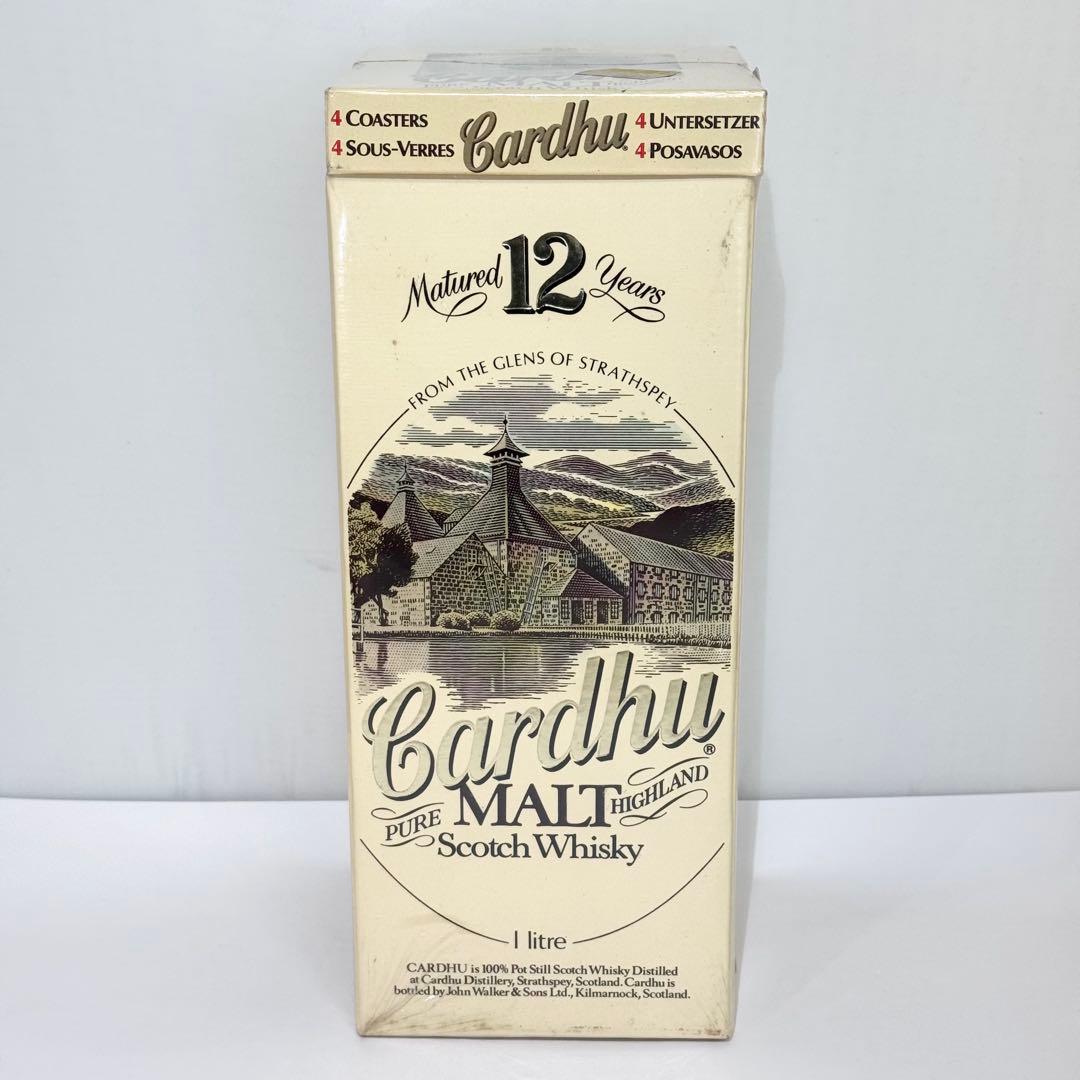 4 COASTERS
4 SOUS-VERRES
Cardhu
4 UNTERSETZER
4 POSAVASOS
Matured 12 Years
FROM THE GLENS OF STRATHSPEY
Cardhu®
PURE MALT HIGHLAND
Scotch Whisky
1 litre
CARDHU is 100% Pot Still Scotch Whisky Distilled
at Cardhu Distillery, Strathspey, Scotland. Cardhu is
bottled by John Walker & Sons Ltd., Kilmarnock, Scotland.